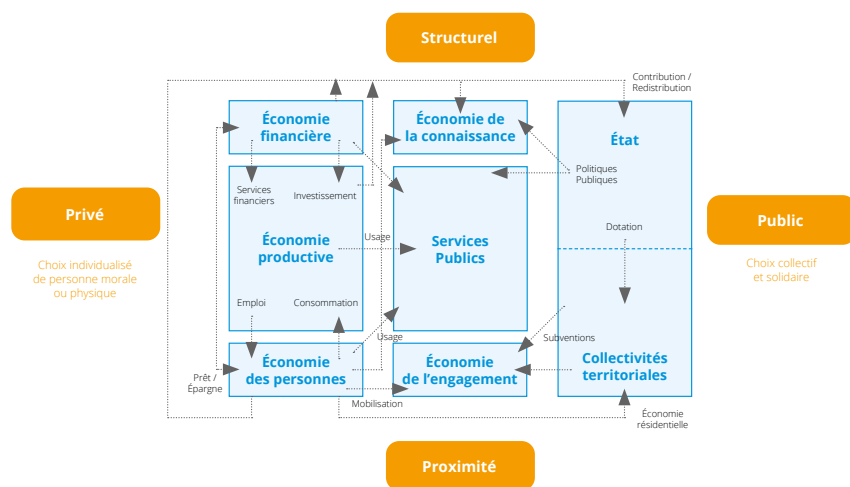 Structurel
Contribution /
Redistribution
Économie
financière
Économie de
la connaissance
État
Politiques
Publiques
Services
financiers
Investissement
Privé
Public
Choix individualisé
de personne morale
ou physique
Choix collectif
et solidaire
Économie
productive
Usage
Services
Publics
Dotation
Emploi
Consommation
Usage
Subventions
Économie
des personnes
Économie
de l’engagement
Collectivités
territoriales
Prêt /
Épargne
Mobilisation
Économie
résidentielle
Proximité